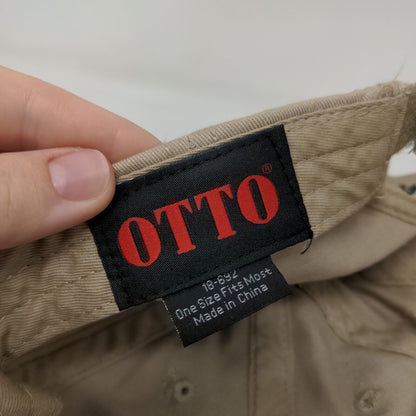 OTTO®
18-692
One Size Fits Most
Made in China